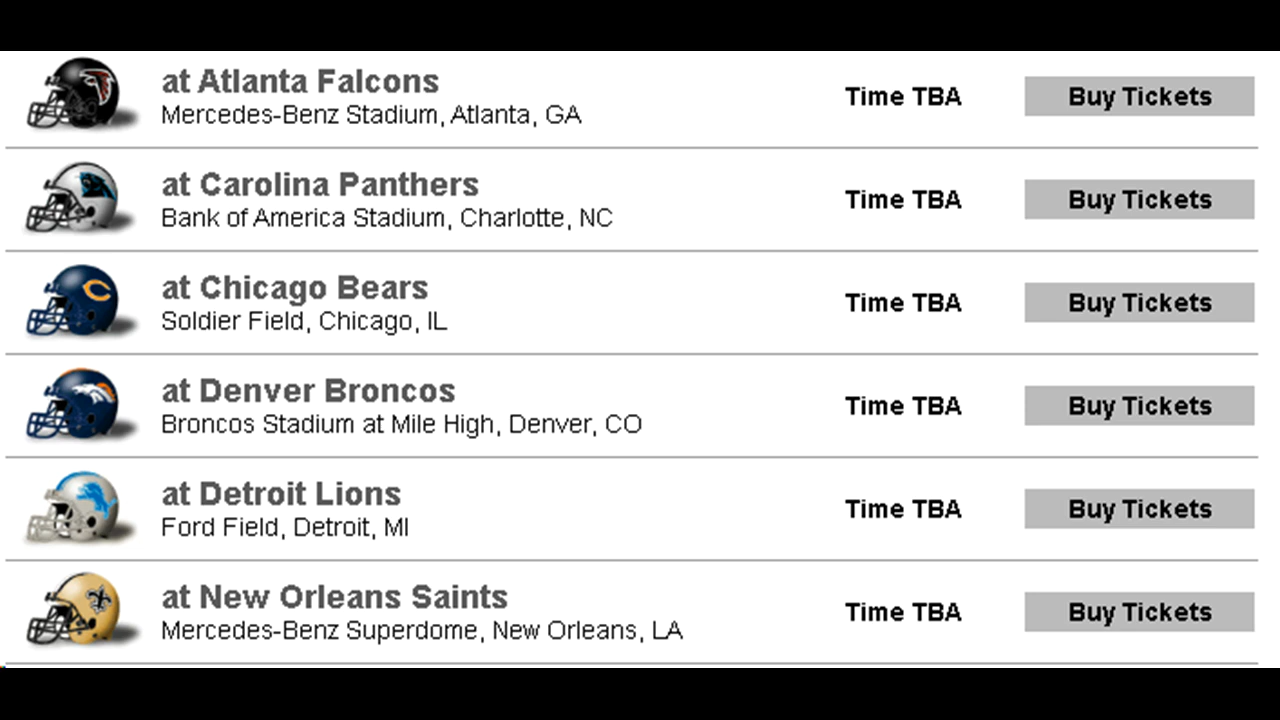 at Atlanta Falcons
Mercedes-Benz Stadium, Atlanta, GA
Time TBA
Buy Tickets
at Carolina Panthers
Bank of America Stadium, Charlotte, NC
Time TBA
Buy Tickets
at Chicago Bears
Soldier Field, Chicago, IL
Time TBA
Buy Tickets
at Denver Broncos
Broncos Stadium at Mile High, Denver, CO
Time TBA
Buy Tickets
at Detroit Lions
Ford Field, Detroit, MI
Time TBA
Buy Tickets
at New Orleans Saints
Mercedes-Benz Superdome, New Orleans, LA
Time TBA
Buy Tickets